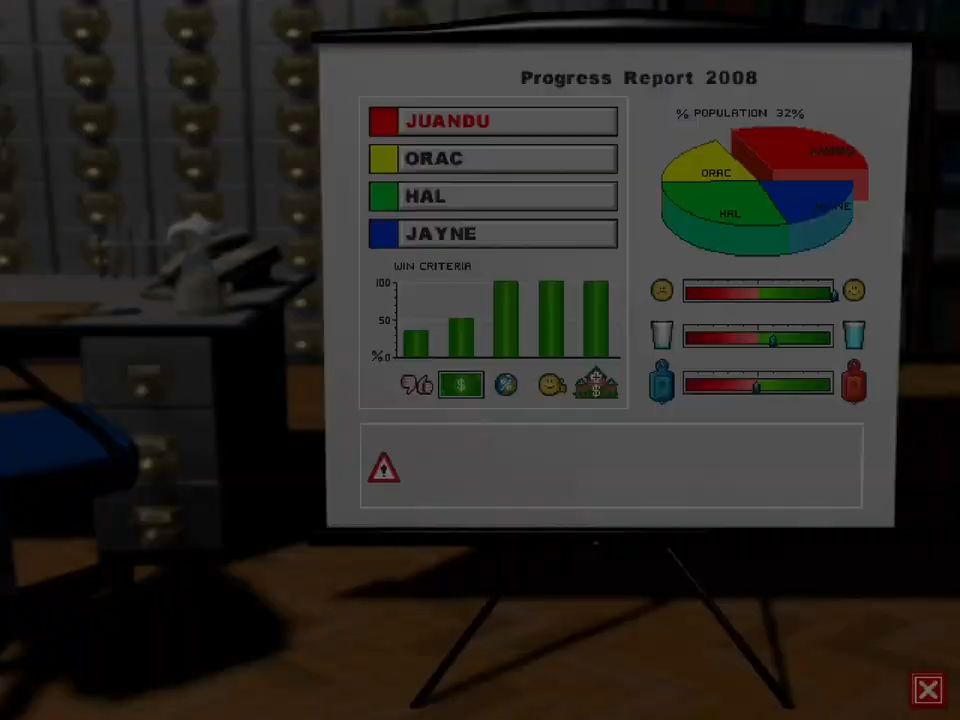 Progress Report 2008
JUANDU
ORAC
HAL
JAYNE
% POPULATION 32%
ORAC
HAL
WIN CRITERIA
100
50
%0
$
%
$